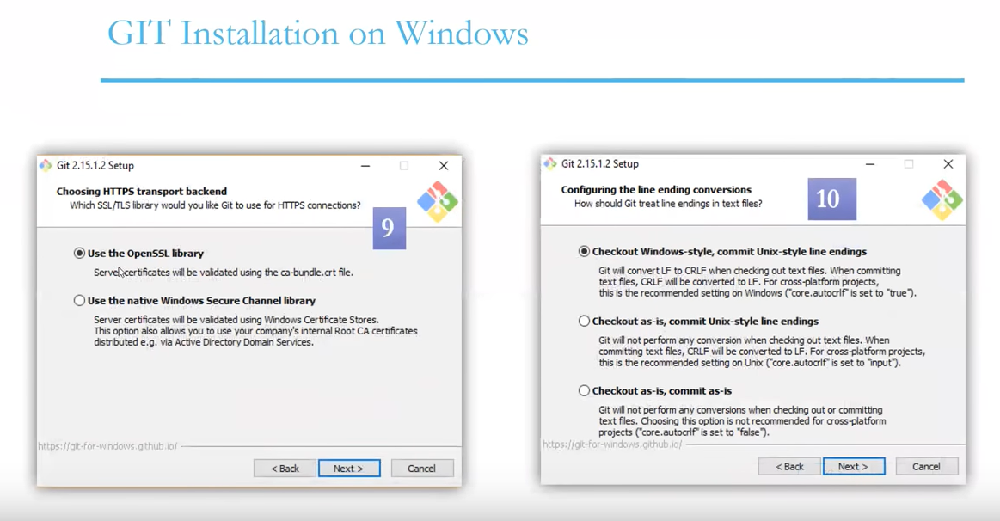 GIT Installation on Windows
Git 2.15.1.2 Setup
Choosing HTTPS transport backend
Which SSL/TLS library would you like Git to use for HTTPS connections?
9
Use the OpenSSL library
Server certificates will be validated using the ca-bundle.crt file.
Use the native Windows Secure Channel library
Server certificates will be validated using Windows Certificate Stores.
This option also allows you to use your company's internal Root CA certificates
distributed e.g. via Active Directory Domain Services.
https://git-for-windows.github.io/
< Back
Next >
Cancel
Git 2.15.1.2 Setup
Configuring the line ending conversions
How should Git treat line endings in text files?
10
Checkout Windows-style, commit Unix-style line endings
Git will convert LF to CRLF when checking out text files. When committing
text files, CRLF will be converted to LF. For cross-platform projects,
this is the recommended setting on Windows ("core.autocrlf" is set to "true").
Checkout as-is, commit Unix-style line endings
Git will not perform any conversion when checking out text files. When
committing text files, CRLF will be converted to LF. For cross-platform projects,
this is the recommended setting on Unix ("core.autocrlf" is set to "input").
Checkout as-is, commit as-is
Git will not perform any conversions when checking out or committing
text files. Choosing this option is not recommended for cross-platform
projects ("core.autocrlf" is set to "false").
https://git-for-windows.github.io/
< Back
Next >
Cancel